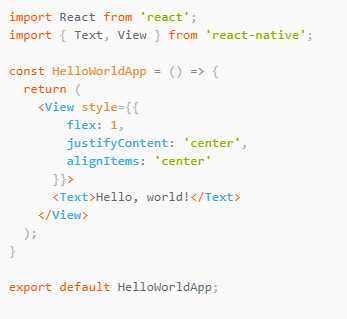 import React from 'react';
import { Text, View } from 'react-native';

const HelloWorldApp = () => {
  return (
    <View style={{
        flex: 1,
        justifyContent: 'center',
        alignItems: 'center'
      }}>
      <Text>Hello, world!</Text>
    </View>
  );
}

export default HelloWorldApp;